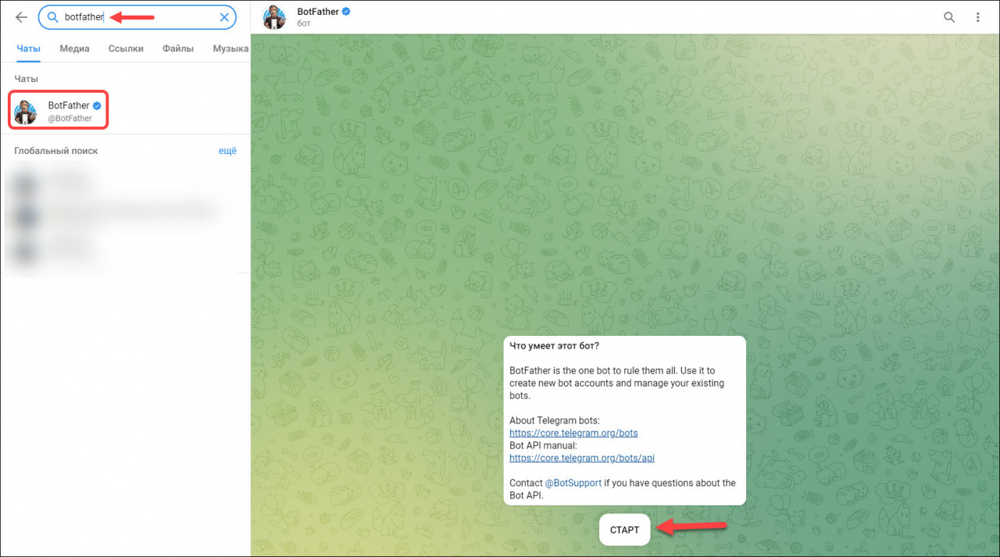 botfather
Чаты Медиа Ссылки Файлы Музыка
Чаты
BotFather
@BotFather
Глобальный поиск ещё
BotFather
бот
Что умеет этот бот?
BotFather is the one bot to rule them all. Use it to
create new bot accounts and manage your existing
bots.
About Telegram bots:
https://core.telegram.org/bots
Bot API manual:
https://core.telegram.org/bots/api
Contact @BotSupport if you have questions about the
Bot API.
СТАРТ